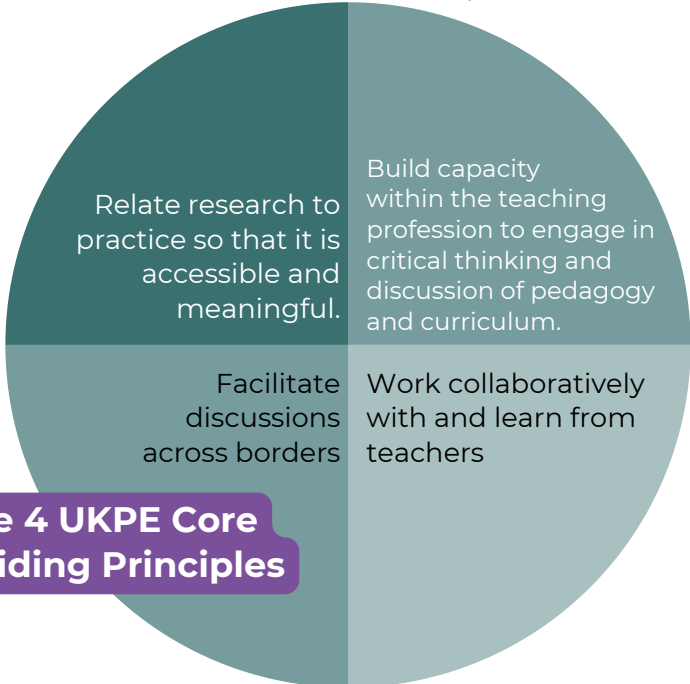 Relate research to
practice so that it is
accessible and
meaningful.
Build capacity
within the teaching
profession to engage in
critical thinking and
discussion of pedagogy
and curriculum.
Facilitate
discussions
across borders
Work collaboratively
with and learn from
teachers
e 4 UKPE Core
iding Principles